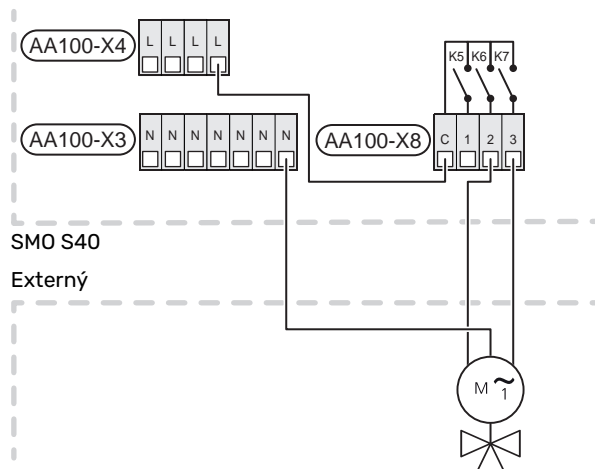 AA100-X4
L L L L
K5 K6 K7
AA100-X3
N N N N N N N
AA100-X8
C 1 2 3
SMO S40
Externý
M ~ 1